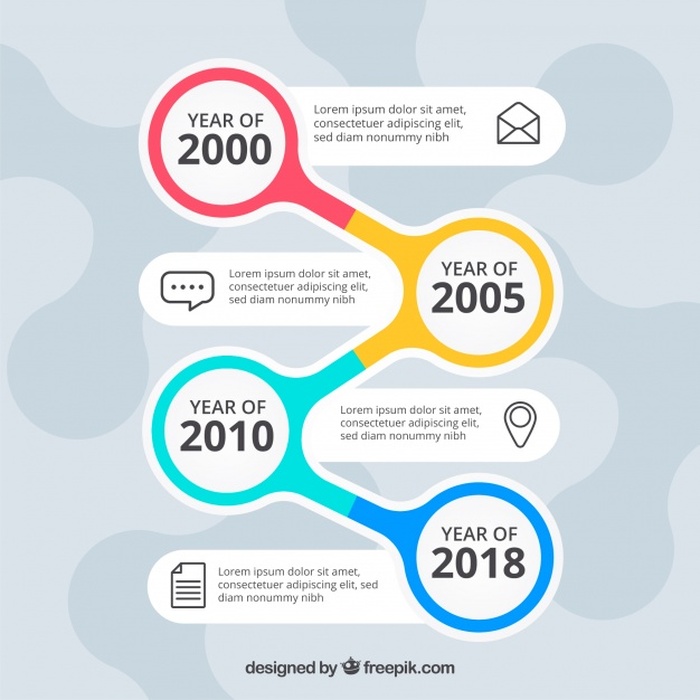 YEAR OF
2000
Lorem ipsum dolor sit amet,
consectetuer adipiscing elit,
sed diam nonummy nibh
YEAR OF
2005
Lorem ipsum dolor sit amet,
consectetuer adipiscing elit,
sed diam nonummy nibh
YEAR OF
2010
Lorem ipsum dolor sit amet,
consectetuer adipiscing elit,
sed diam nonummy nibh
YEAR OF
2018
Lorem ipsum dolor sit amet,
consectetuer adipiscing elit, sed
diam nonummy nibh
designed by freepik.com